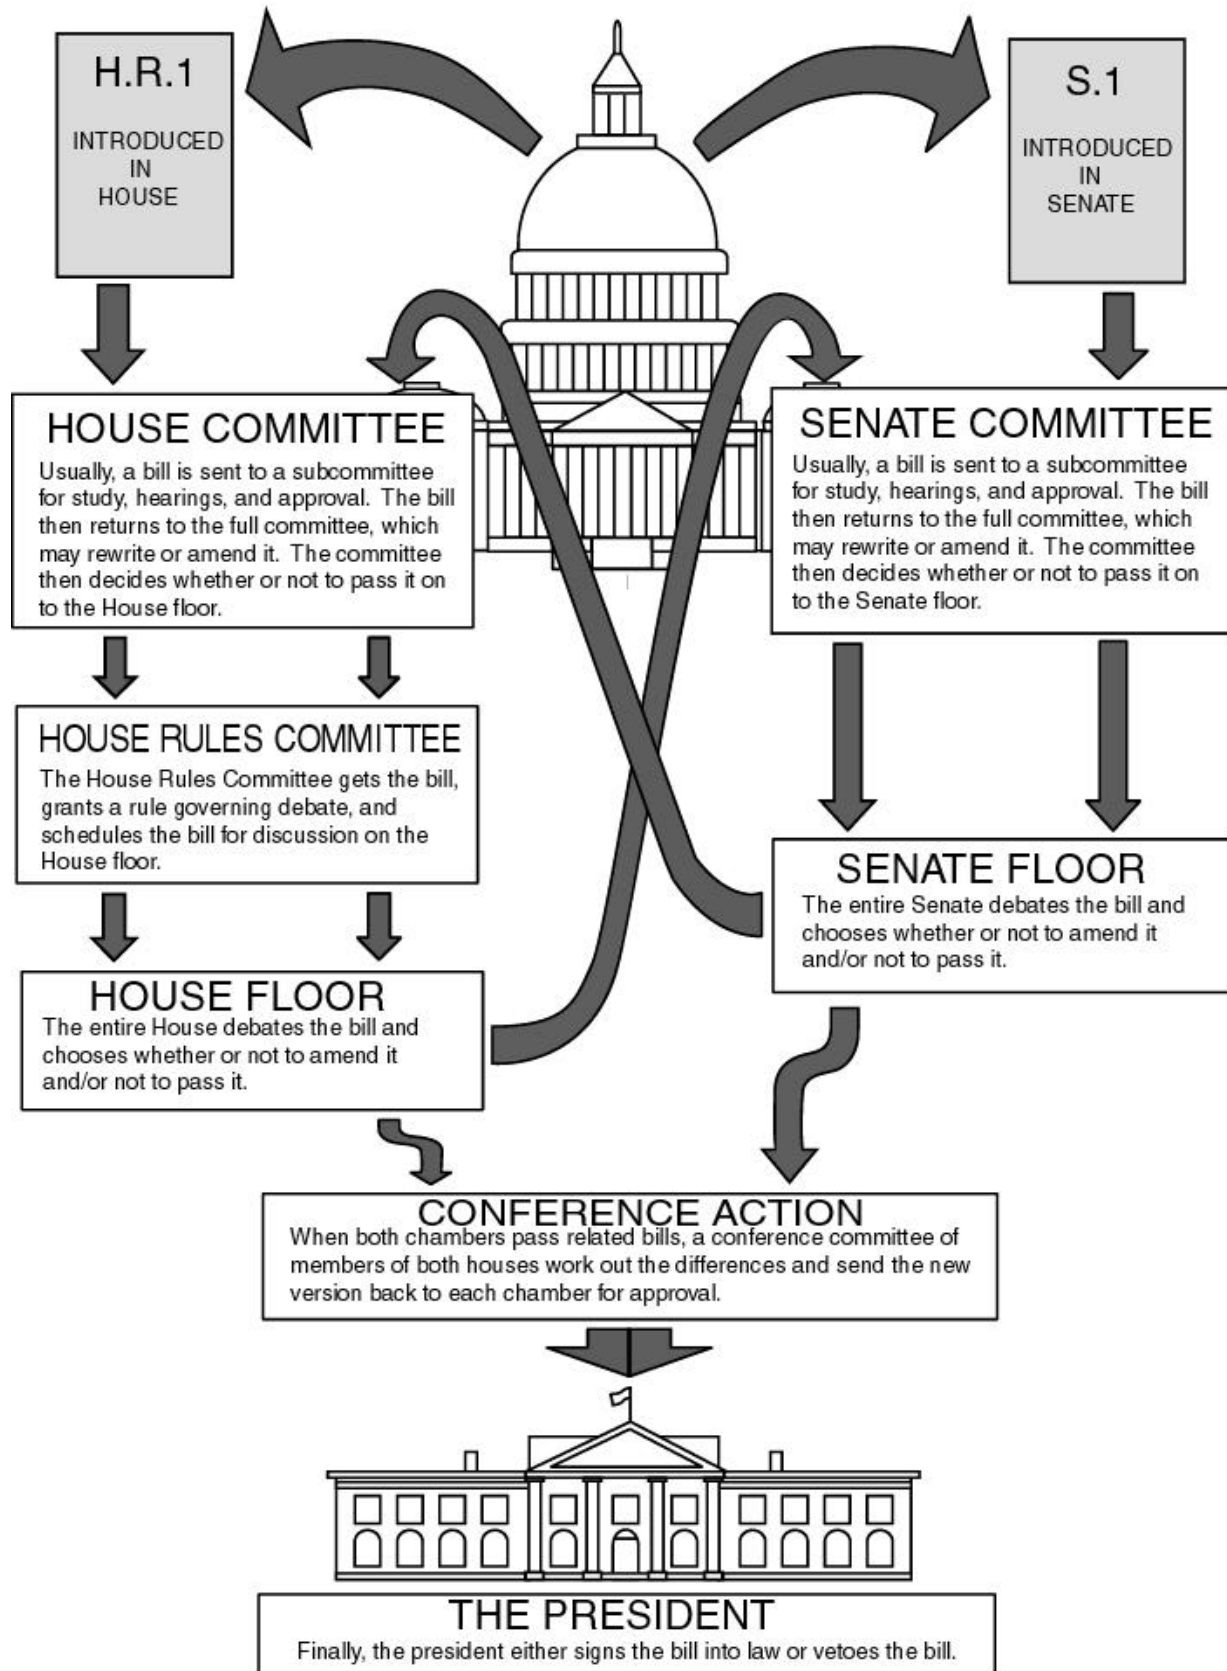 H.R.1
INTRODUCED
IN
HOUSE
S.1
INTRODUCED
IN
SENATE
HOUSE COMMITTEE
Usually, a bill is sent to a subcommittee
for study, hearings, and approval. The bill
then returns to the full committee, which
may rewrite or amend it. The committee
then decides whether or not to pass it on
to the House floor.
SENATE COMMITTEE
Usually, a bill is sent to a subcommittee
for study, hearings, and approval. The bill
then returns to the full committee, which
may rewrite or amend it. The committee
then decides whether or not to pass it on
to the Senate floor.
HOUSE RULES COMMITTEE
The House Rules Committee gets the bill,
grants a rule governing debate, and
schedules the bill for discussion on the
House floor.
SENATE FLOOR
The entire Senate debates the bill and
chooses whether or not to amend it
and/or not to pass it.
HOUSE FLOOR
The entire House debates the bill and
chooses whether or not to amend it
and/or not to pass it.
CONFERENCE ACTION
When both chambers pass related bills, a conference committee of
members of both houses work out the differences and send the new
version back to each chamber for approval.
THE PRESIDENT
Finally, the president either signs the bill into law or vetoes the bill.